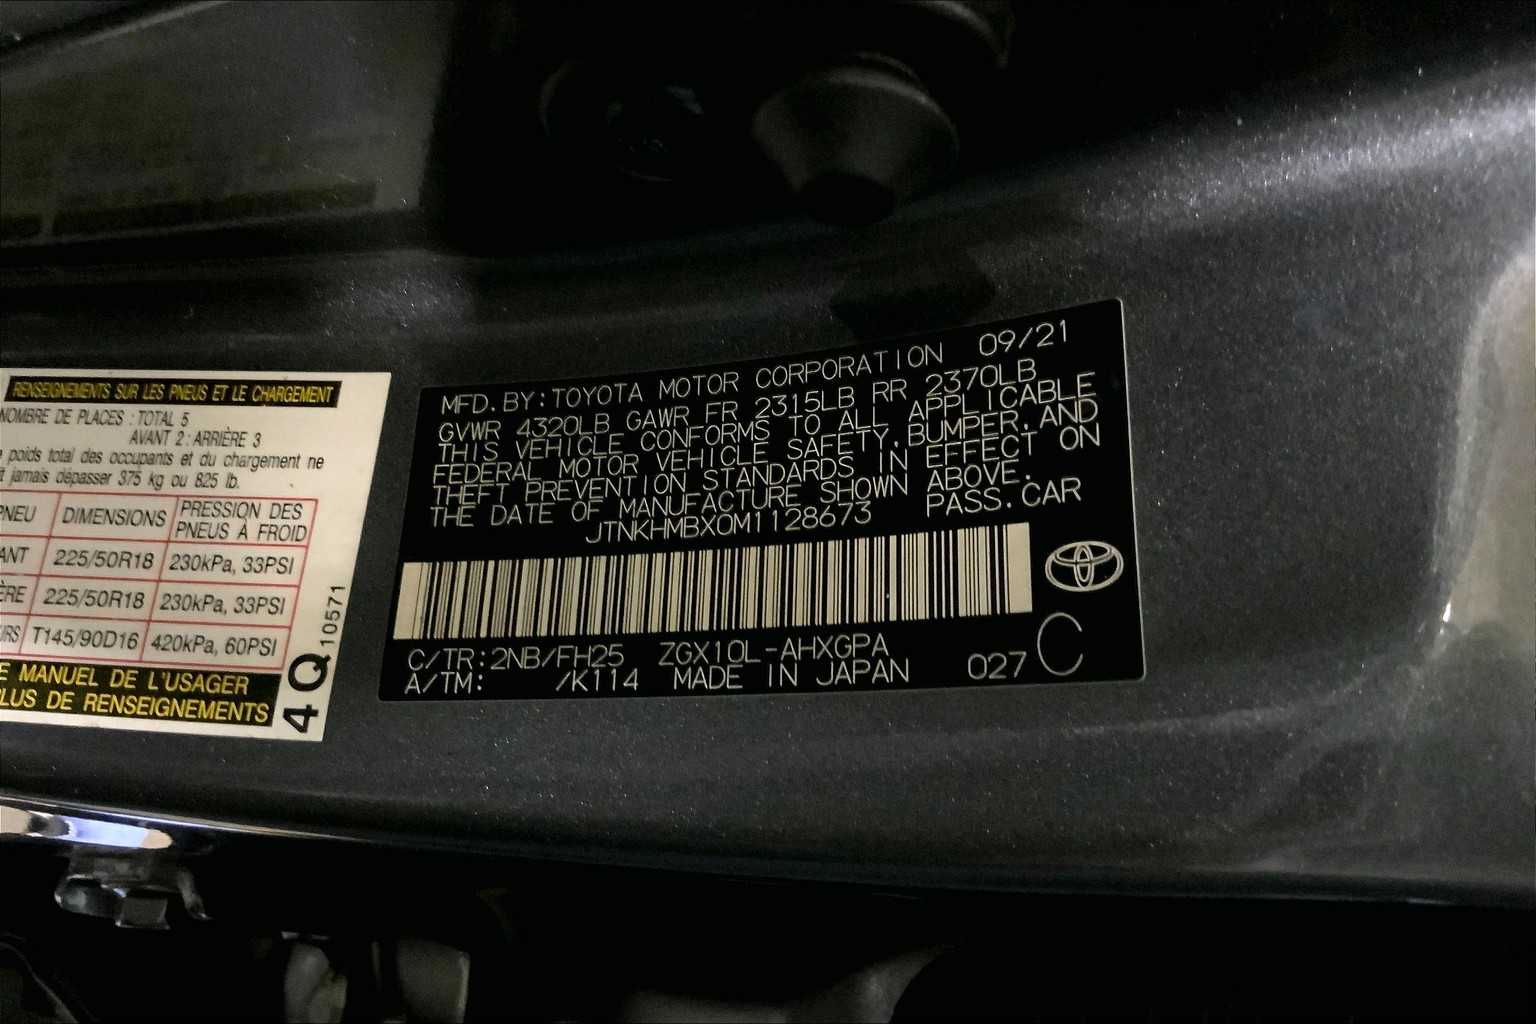 RENSEIGNEMENTS SUR LES PNEUS ET LE CHARGEMENT
NOMBRE DE PLACES : TOTAL 5
AVANT 2 : ARRIÈRE 3
poids total des occupants et du chargement ne
jamais dépasser 375 kg ou 825 lb.
PNEU DIMENSIONS PRESSION DES PNEUS À FROID
ANT 225/50R18 230kPa, 33PSI
ÈRE 225/50R18 230kPa, 33PSI
URS T145/90D16 420kPa, 60PSI
E MANUEL DE L'USAGER
PLUS DE RENSEIGNEMENTS
4Q 10571
MFD. BY: TOYOTA MOTOR CORPORATION 09/21
GVWR 4320LB GAWR FR 2315LB RR 2370LB
THIS VEHICLE CONFORMS TO ALL APPLICABLE
FEDERAL MOTOR VEHICLE SAFETY, BUMPER, AND
THEFT PREVENTION STANDARDS IN EFFECT ON
THE DATE OF MANUFACTURE SHOWN ABOVE.
JTNKHMBX0M1128673 PASS. CAR
C/TR: 2NB/FH25 ZGX10L-AHXGPA
A/TM: /K114 MADE IN JAPAN 027 C